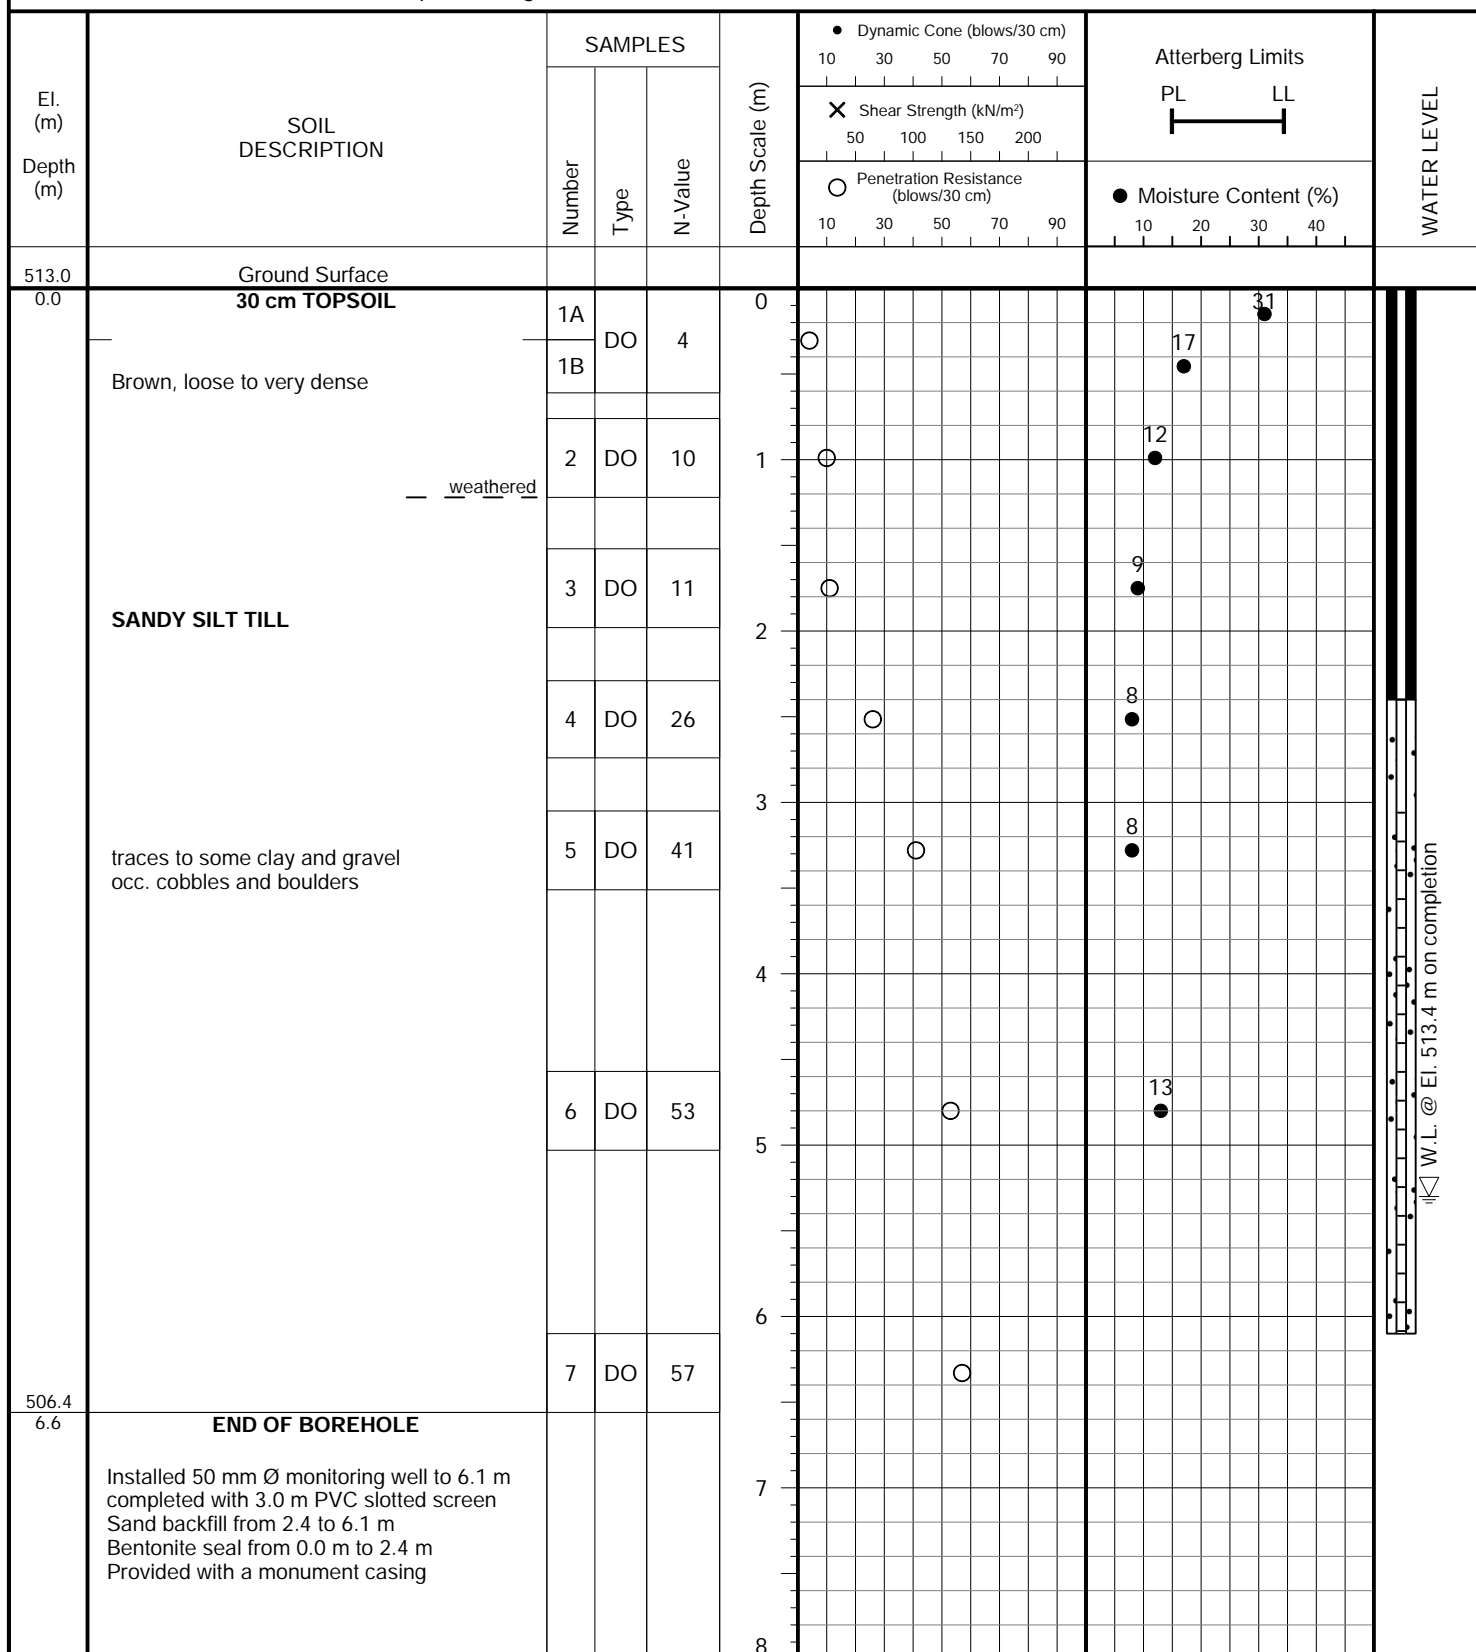 El.
(m)
Depth
(m)
SOIL
DESCRIPTION
SAMPLES
Number
Type
N-Value
Depth Scale (m)
Dynamic Cone (blows/30 cm)
10 30 50 70 90
Shear Strength (kN/m²)
50 100 150 200
Penetration Resistance
(blows/30 cm)
10 30 50 70 90
Atterberg Limits
PL LL
Moisture Content (%)
10 20 30 40
WATER LEVEL
513.0 Ground Surface
0.0 30 cm TOPSOIL
1A DO 4 0 31
1B 17
Brown, loose to very dense
2 DO 10 1 12
weathered
3 DO 11 9
SANDY SILT TILL
2
4 DO 26 8
3
traces to some clay and gravel
occ. cobbles and boulders
5 DO 41 8
4
6 DO 53 13
5
W.L. @ El. 513.4 m on completion
6
7 DO 57
506.4
6.6 END OF BOREHOLE
Installed 50 mm Ø monitoring well to 6.1 m
completed with 3.0 m PVC slotted screen
Sand backfill from 2.4 to 6.1 m
Bentonite seal from 0.0 m to 2.4 m
Provided with a monument casing
7
8